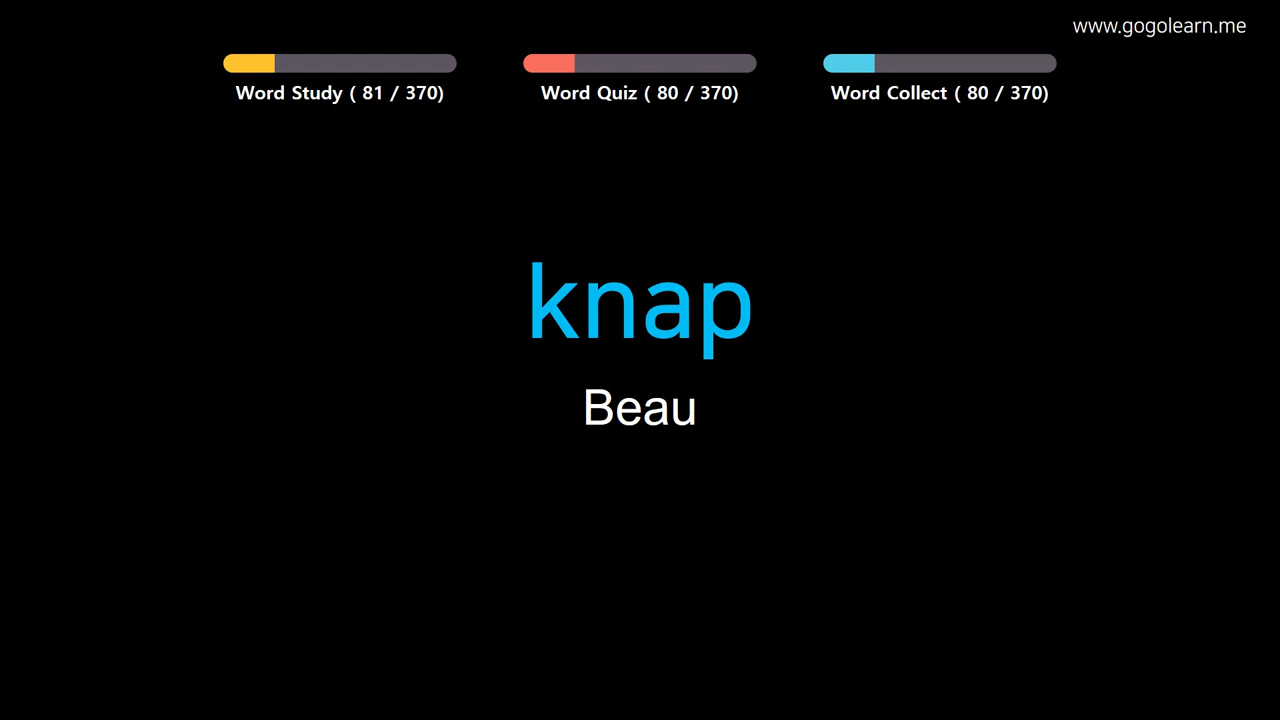 www.gogolearn.me
Word Study ( 81 / 370)
Word Quiz ( 80 / 370)
Word Collect ( 80 / 370)
knap
Beau